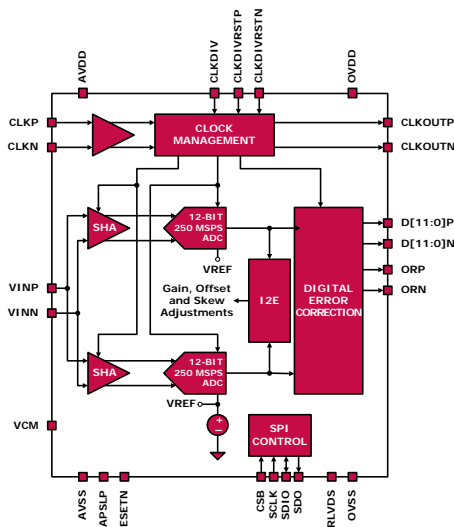 AVDD
CLKDIV
CLKDIVRSTP
CLKDIVRSTN
OVDD
CLKP
CLKN
CLOCK
MANAGEMENT
CLKOUTP
CLKOUTN
SHA
12-BIT
250 MSPS
ADC
VREF
D[11:0]P
D[11:0]N
ORP
ORN
VINP
VINN
Gain, Offset
and Skew
Adjustments
I2E
DIGITAL
ERROR
CORRECTION
SHA
12-BIT
250 MSPS
ADC
VREF
+
–
VCM
SPI
CONTROL
AVSS
APSLP
ESETN
CSB
SCLK
SDIO
SDO
RLVDS
OVSS